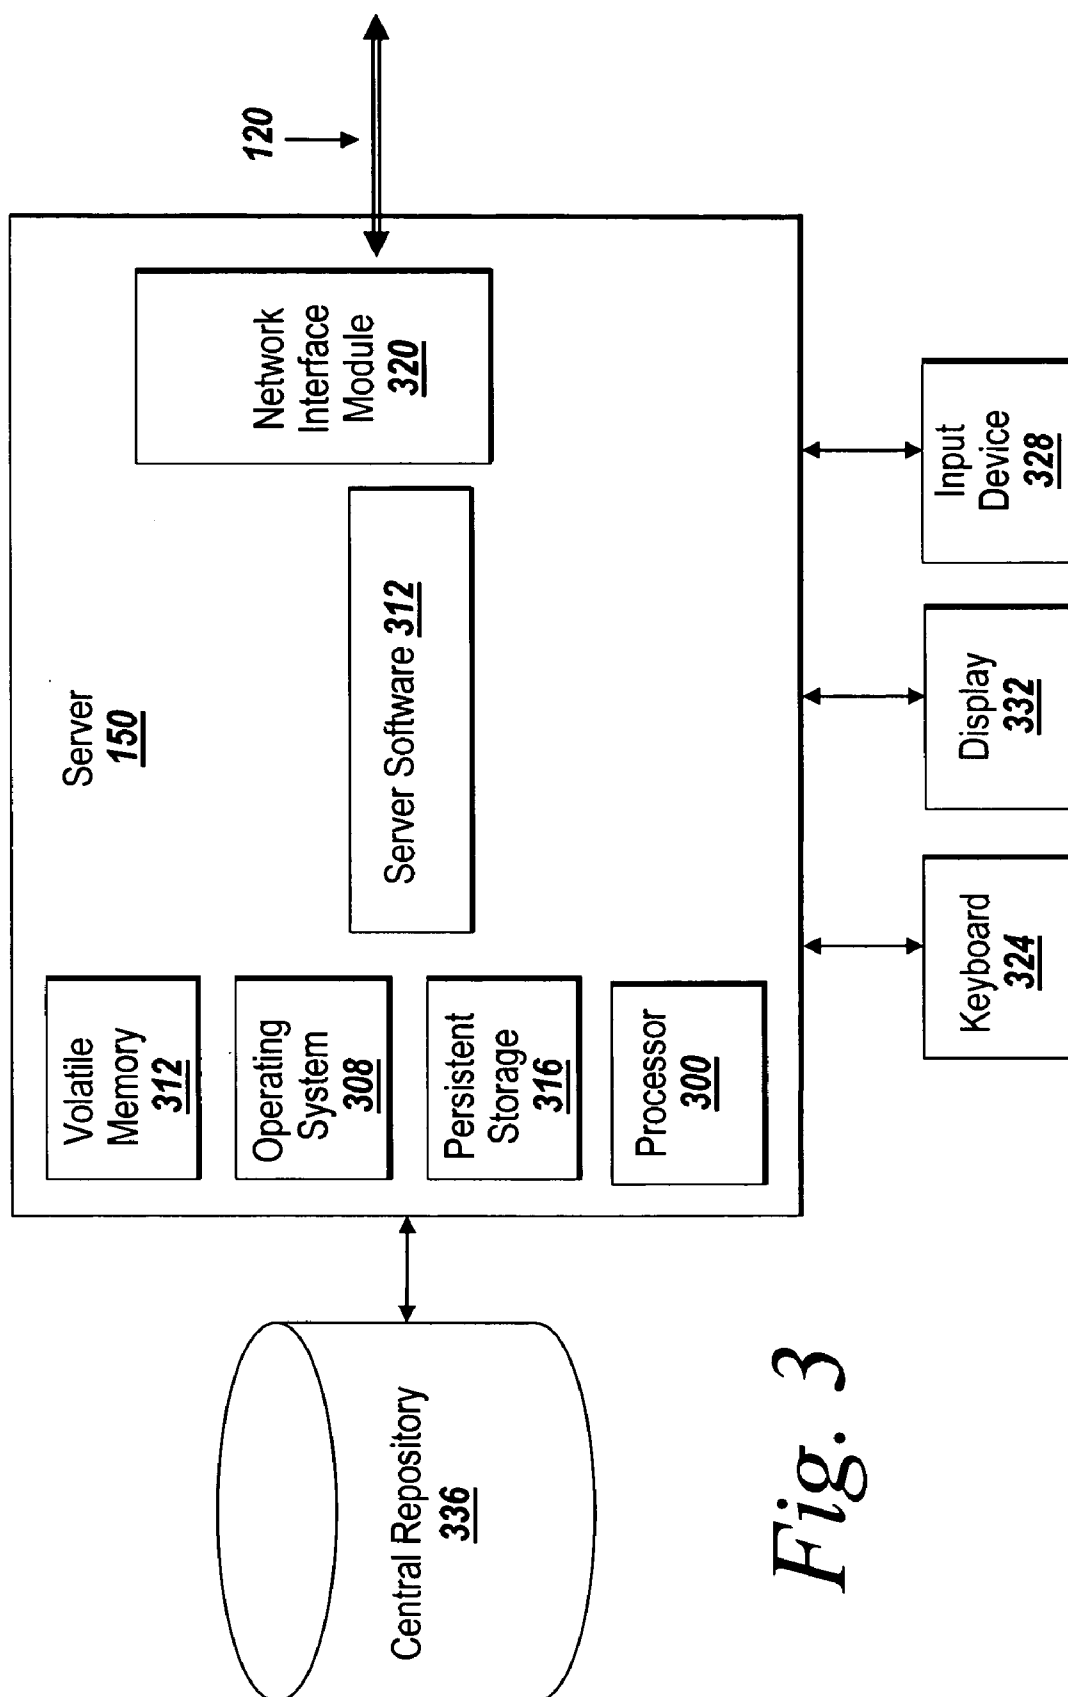 Server
150
120
Volatile
Memory
312
Operating
System
308
Persistent
Storage
316
Processor
300
Server Software 312
Network
Interface
Module
320
Central Repository
336
Keyboard
324
Display
332
Input
Device
328
Fig. 3